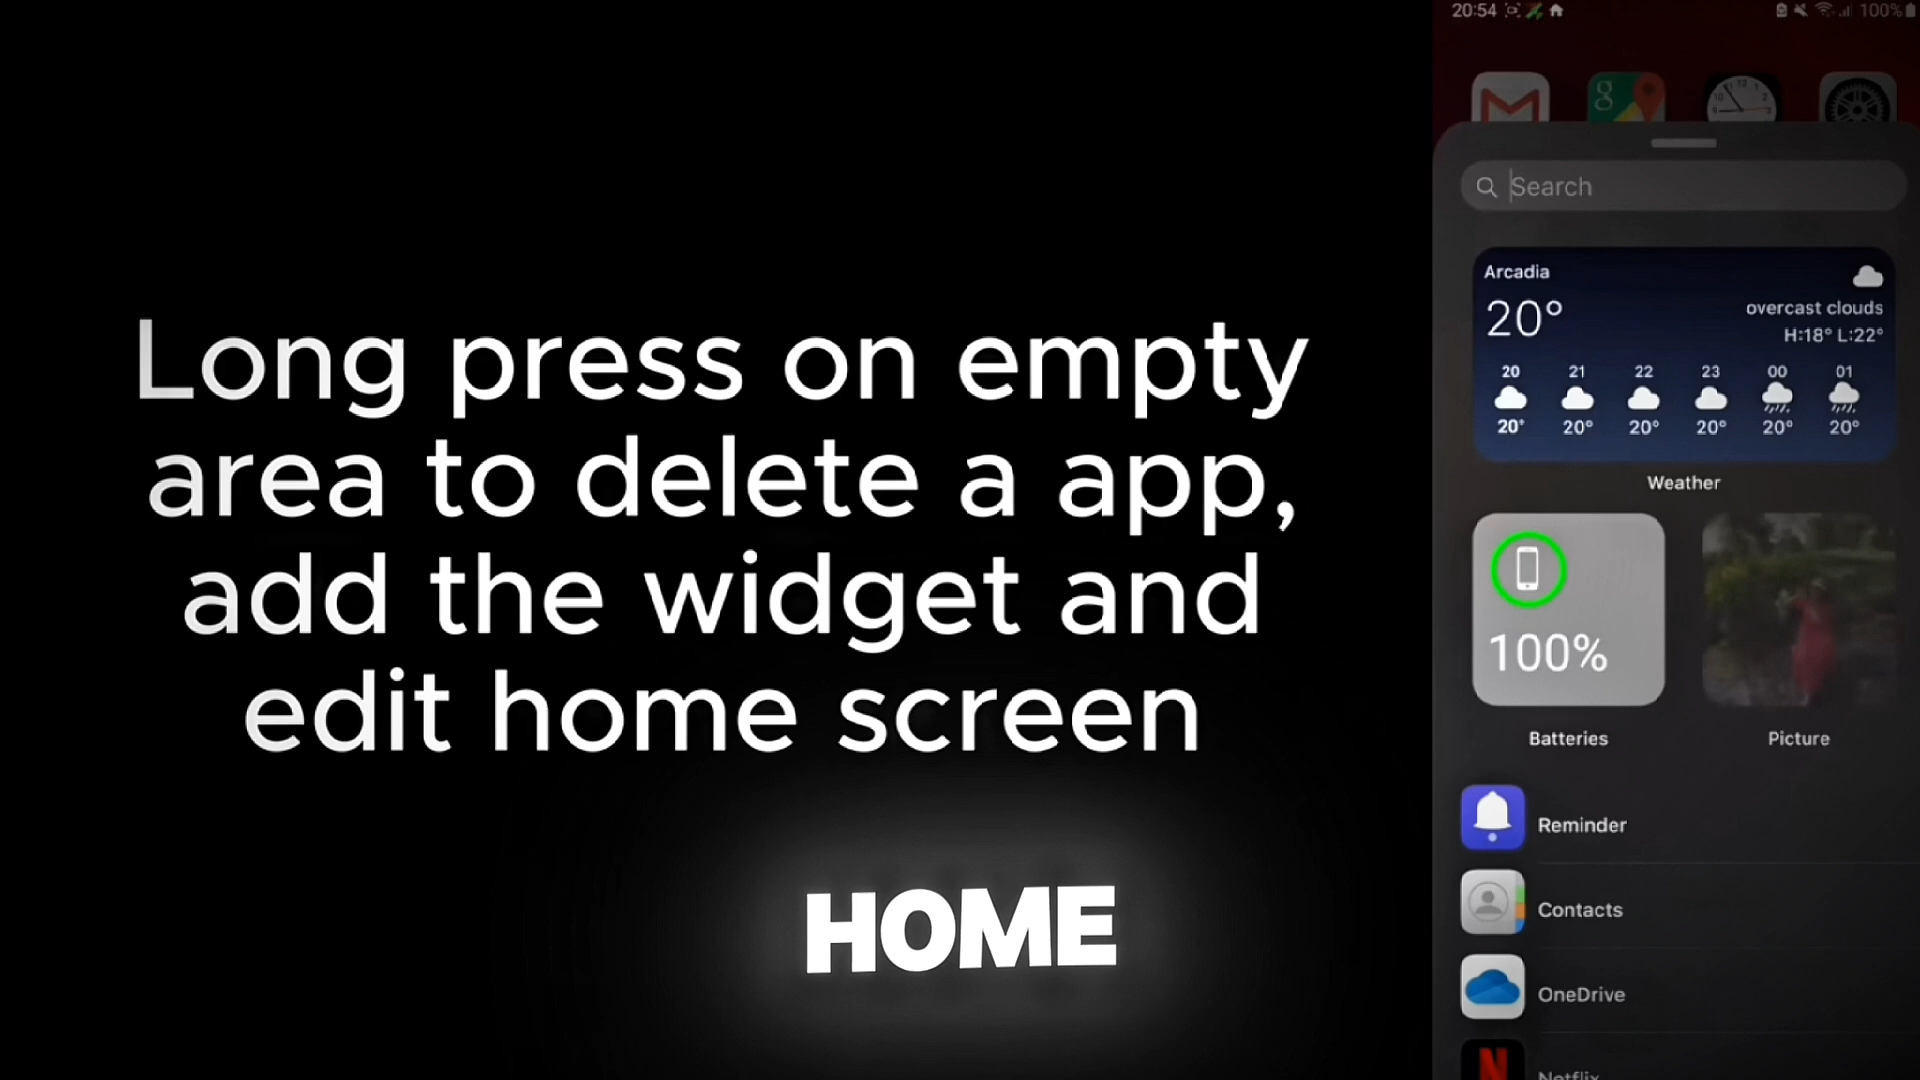 Long press on empty
area to delete a app,
add the widget and
edit home screen
HOME
20:54
100%
Search
Arcadia
20°
overcast clouds
H:18° L:22°
20 21 22 23 00 01
20° 20° 20° 20° 20° 20°
Weather
100%
Batteries
Picture
Reminder
Contacts
OneDrive
Netflix